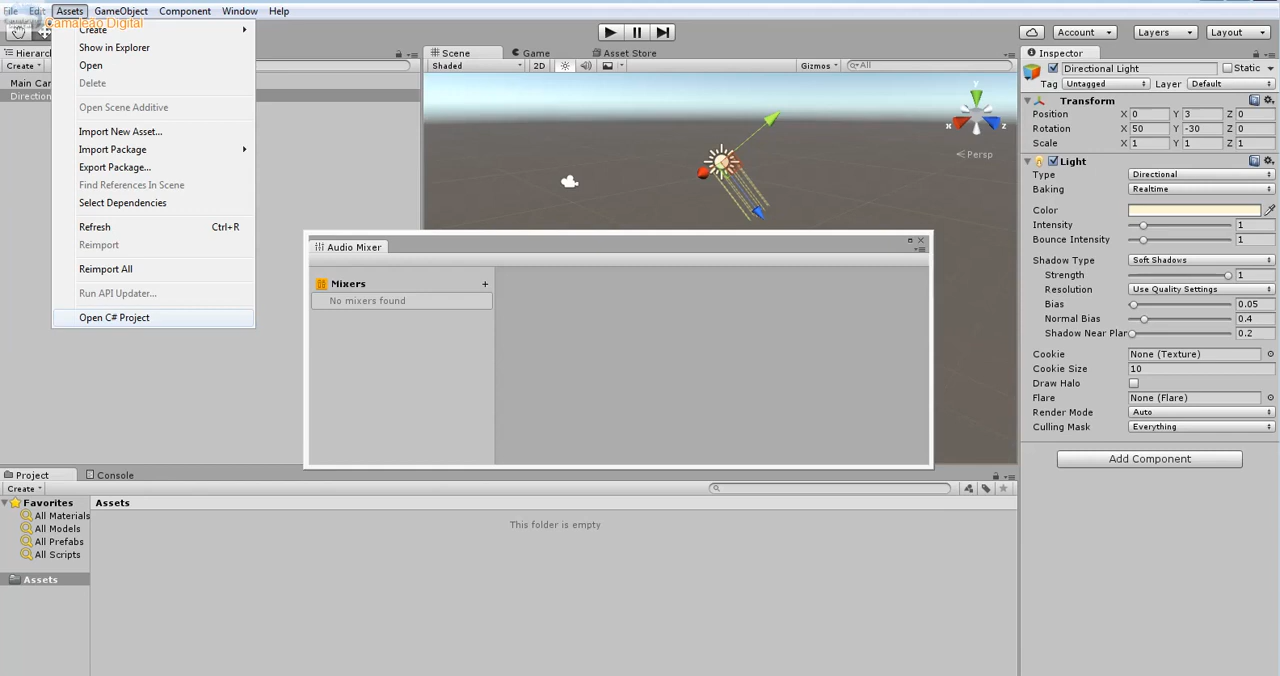 File Edit Assets GameObject Component Window Help
Camaleao Digital
Account Layers Layout
Create
Show in Explorer
Open
Delete
Open Scene Additive
Import New Asset...
Import Package
Export Package...
Find References In Scene
Select Dependencies
Refresh Ctrl+R
Reimport
Reimport All
Run API Updater...
Open C# Project
Hierarch
Create
Main Car
Direction
Scene Game Asset Store
Shaded 2D Gizmos All
y
x z
Persp
Audio Mixer
Mixers +
No mixers found
Inspector
Directional Light Static
Tag Untagged Layer Default
Transform
Position X 0 Y 3 Z 0
Rotation X 50 Y -30 Z 0
Scale X 1 Y 1 Z 1
Light
Type Directional
Baking Realtime
Color
Intensity 1
Bounce Intensity 1
Shadow Type Soft Shadows
Strength 1
Resolution Use Quality Settings
Bias 0.05
Normal Bias 0.4
Shadow Near Plar 0.2
Cookie None (Texture)
Cookie Size 10
Draw Halo
Flare None (Flare)
Render Mode Auto
Culling Mask Everything
Add Component
Project Console
Create
Favorites
All Materials
All Models
All Prefabs
All Scripts
Assets
Assets
This folder is empty